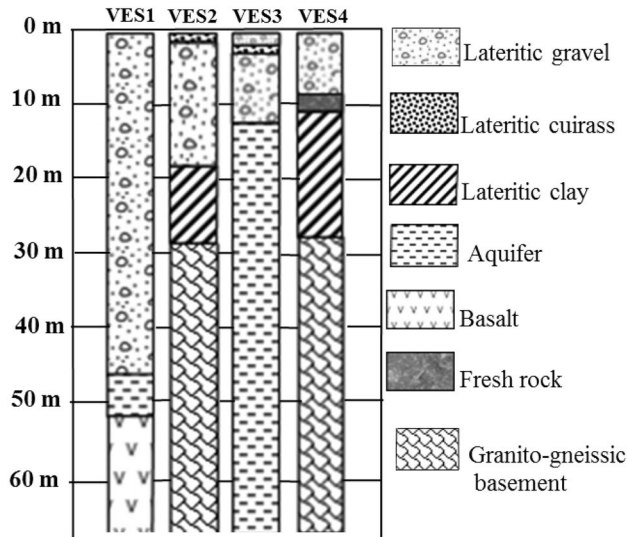 VES1 VES2 VES3 VES4
0 m
10 m
20 m
30 m
40 m
50 m
60 m
Lateritic gravel
Lateritic cuirass
Lateritic clay
Aquifer
Basalt
Fresh rock
Granito-gneissic
basement